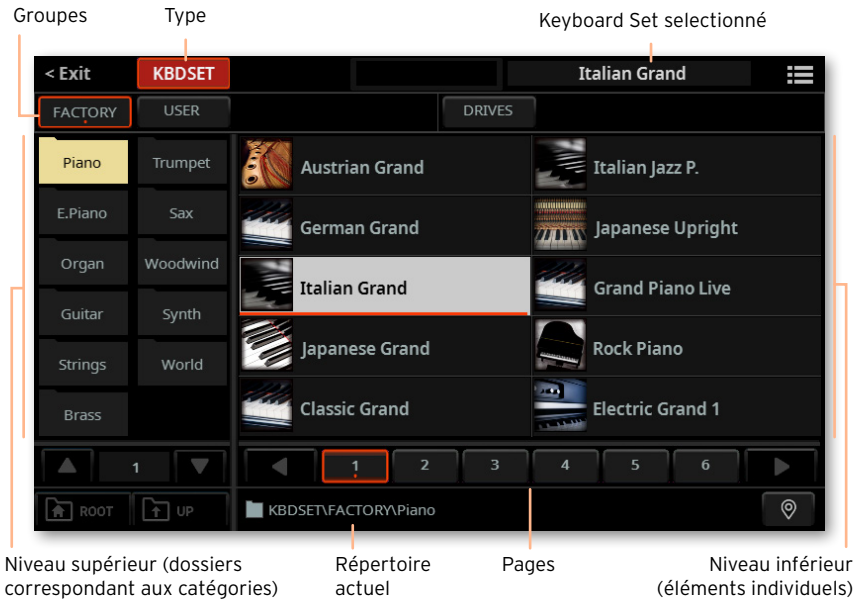 Groupes
Type
Keyboard Set selectionné
< Exit
KBDSET
Italian Grand
FACTORY
USER
DRIVES
Piano
Trumpet
E.Piano
Sax
Organ
Woodwind
Guitar
Synth
Strings
World
Brass
Austrian Grand
Italian Jazz P.
German Grand
Japanese Upright
Italian Grand
Grand Piano Live
Japanese Grand
Rock Piano
Classic Grand
Electric Grand 1
1
1
2
3
4
5
6
ROOT
UP
KBDSET\FACTORY\Piano
Niveau supérieur (dossiers
correspondant aux catégories)
Répertoire
actuel
Pages
Niveau inférieur
(éléments individuels)